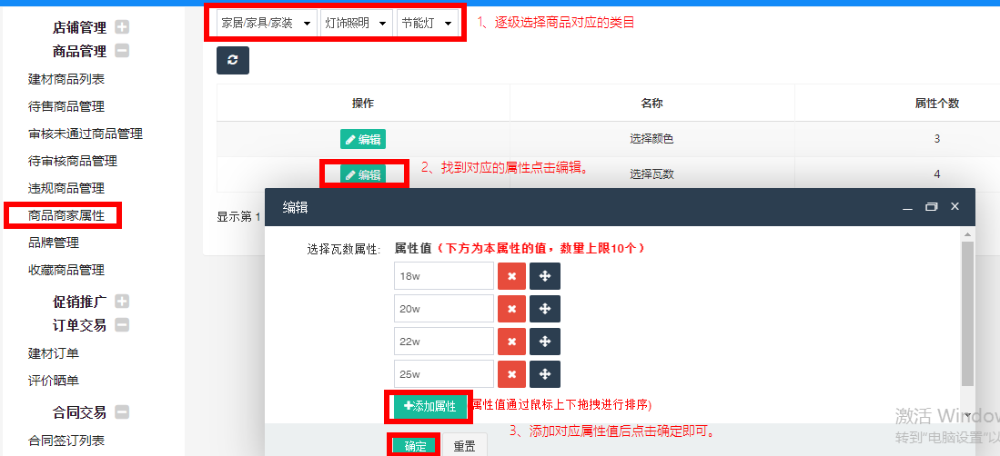 店铺管理
商品管理
建材商品列表
待售商品管理
审核未通过商品管理
待审核商品管理
违规商品管理
商品商家属性
品牌管理
收藏商品管理
促销推广
订单交易
建材订单
评价晒单
合同交易
合同签订列表
家居/家具/家装 灯饰照明 节能灯
1、逐级选择商品对应的类目
操作 名称 属性个数
编辑 选择颜色 3
编辑 选择瓦数 4
2、找到对应的属性点击编辑。
显示第 1
编辑
选择瓦数属性: 属性值(下方为本属性的值，数量上限10个)
18w
20w
22w
25w
添加属性 属性值通过鼠标上下拖拽进行排序)
3、添加对应属性值后点击确定即可。
确定 重置
激活 Window
转到"电脑设置"以